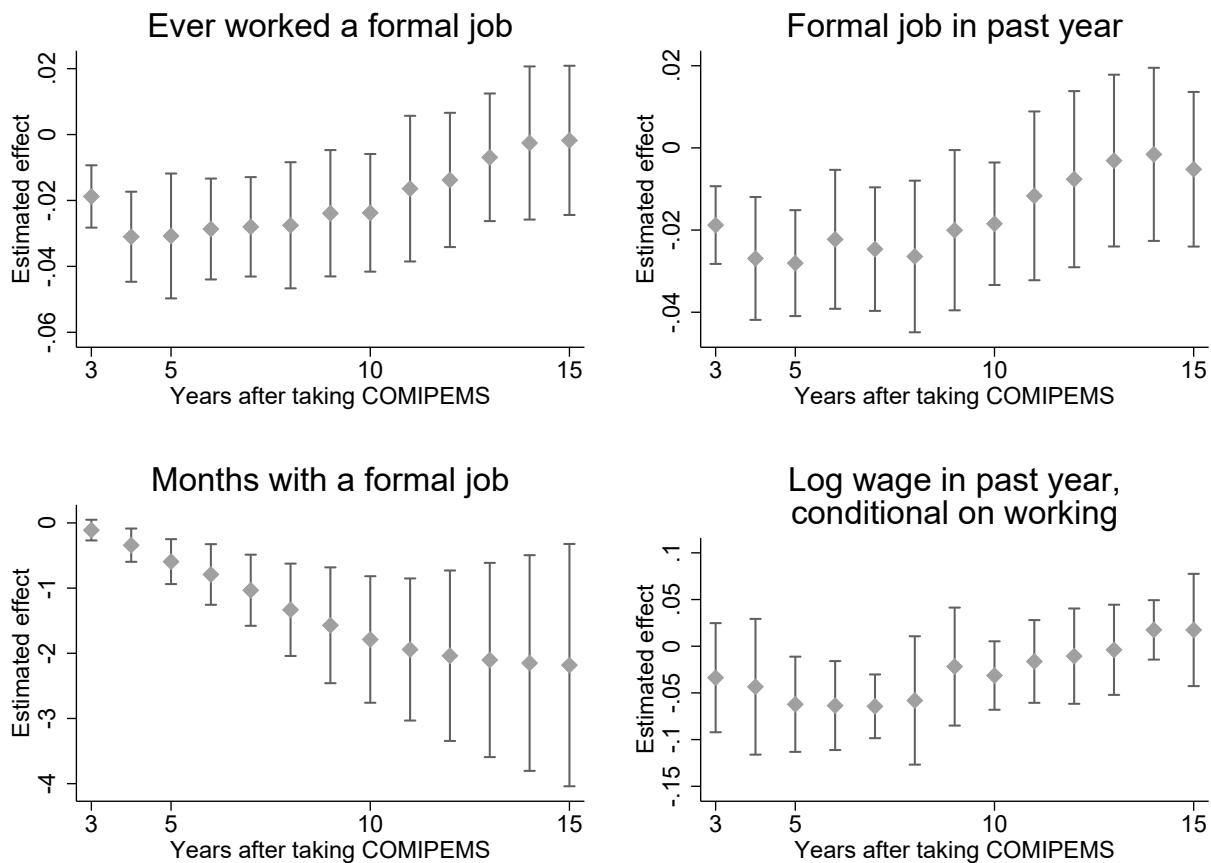 Ever worked a formal job
Estimated effect
.02
0
-.02
-.04
-.06
3 5 10 15
Years after taking COMIPEMS
Formal job in past year
Estimated effect
.02
0
-.02
-.04
3 5 10 15
Years after taking COMIPEMS
Months with a formal job
Estimated effect
0
-1
-2
-3
-4
3 5 10 15
Years after taking COMIPEMS
Log wage in past year,
conditional on working
Estimated effect
.1
.05
0
-.05
-.1
-.15
3 5 10 15
Years after taking COMIPEMS